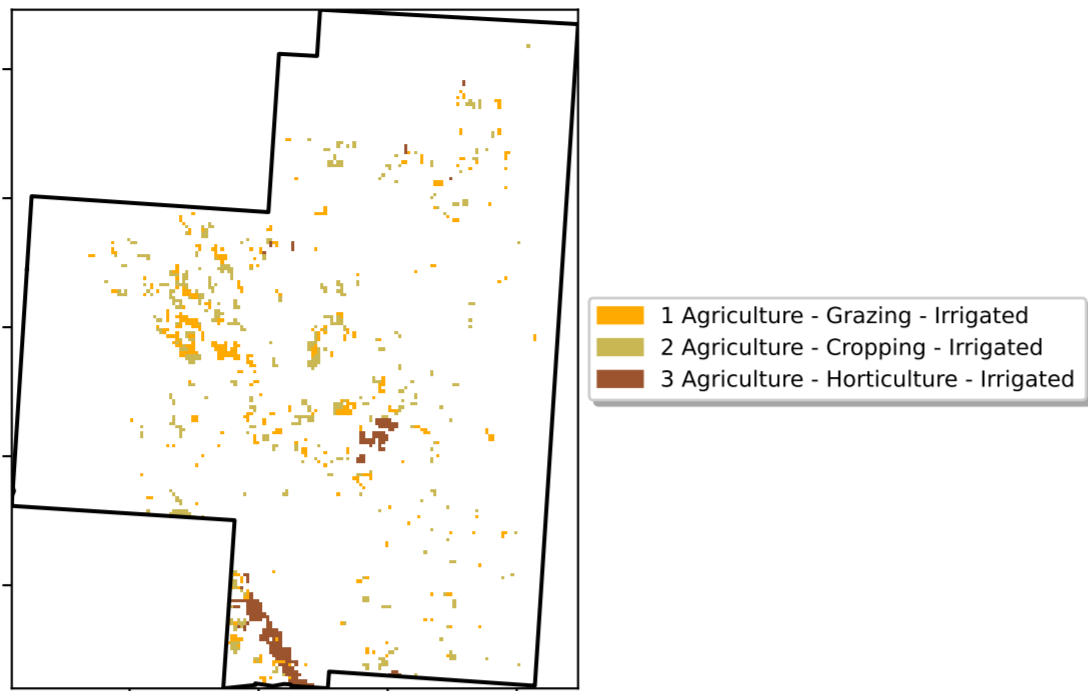 1 Agriculture - Grazing - Irrigated
2 Agriculture - Cropping - Irrigated
3 Agriculture - Horticulture - Irrigated